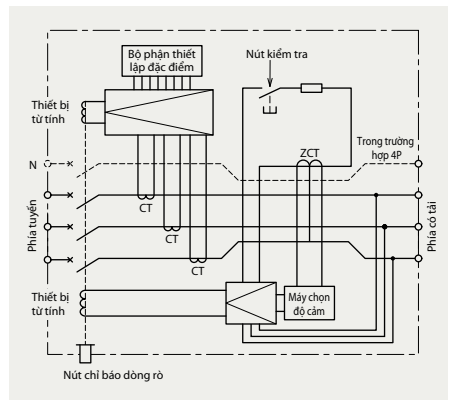 Bộ phận thiết
lập đặc điểm
Nút kiểm tra
Thiết bị
từ tính
ZCT
Trong trường
hợp 4P
N
CT
CT
CT
Phía tuyến
Phía có tải
Thiết bị
từ tính
Máy chọn
độ cảm
Nút chỉ báo dòng rò